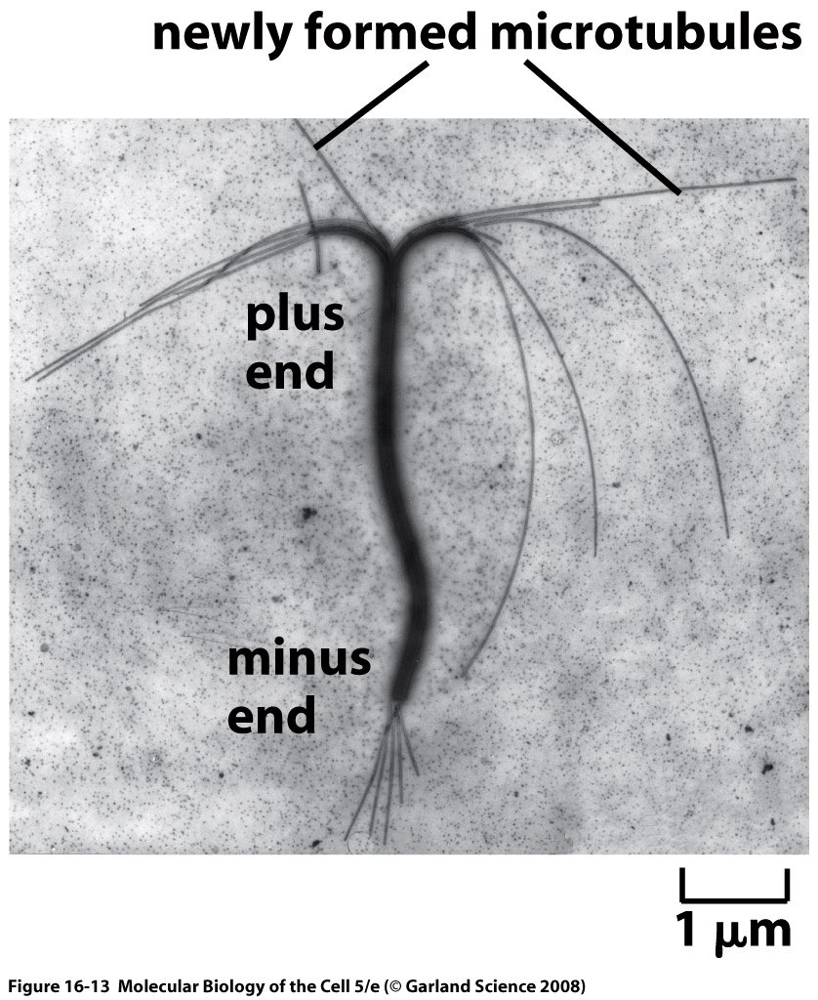 newly formed microtubules
plus
end
minus
end
1 μm
Figure 16-13 Molecular Biology of the Cell 5/e (© Garland Science 2008)